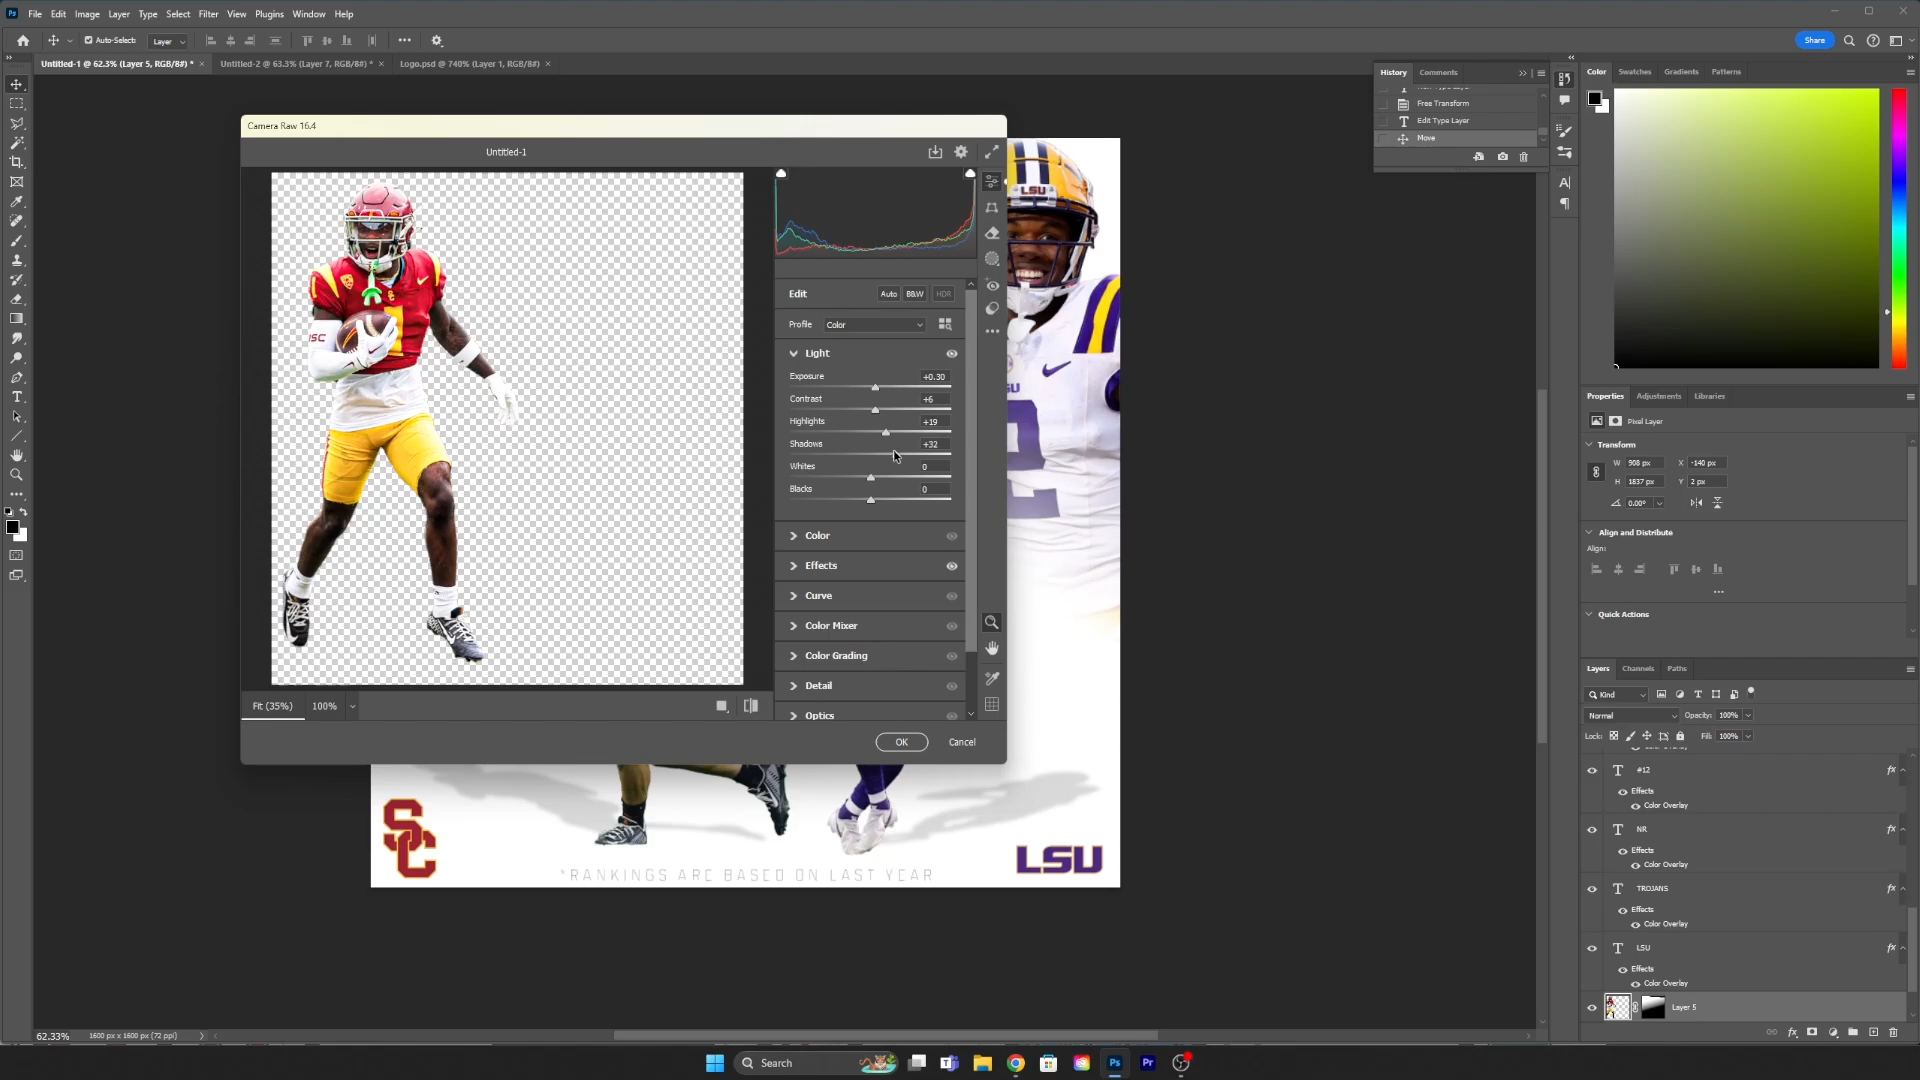 File Edit Image Layer Type Select Filter View Plugins Window Help
Auto-Select: Layer
Share
Untitled-1 @ 62.3% (Layer 5, RGB/8#) * × Untitled-2 @ 63.3% (Layer 7, RGB/8#) * × Logo.psd @ 740% (Layer 1, RGB/8#) ×
History Comments
Free Transform
Edit Type Layer
Move
Color Swatches Gradients Patterns
Camera Raw 16.4
Untitled-1
Edit Auto B&W HDR
Profile Color
Light
Exposure +0.30
Contrast +6
Highlights +19
Shadows +32
Whites 0
Blacks 0
Color
Effects
Curve
Color Mixer
Color Grading
Detail
Optics
Fit (35%) 100%
OK Cancel
LSU
SC
LSU
*RANKINGS ARE BASED ON LAST YEAR
Properties Adjustments Libraries
Pixel Layer
Transform
W 908 px X -140 px
H 1837 px Y 2 px
0.00°
Align and Distribute
Align:
Quick Actions
Layers Channels Paths
Kind
Normal Opacity: 100%
Lock: Fill: 100%
#12
Effects
Color Overlay
NR
Effects
Color Overlay
TROJANS
Effects
Color Overlay
LSU
Effects
Color Overlay
Layer 5
62.33% 1600 px x 1600 px (72 ppi)
Search